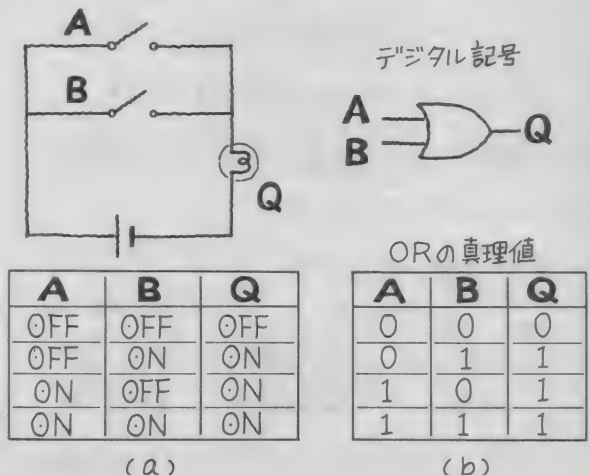 A
B
Q
A B Q
OFF OFF OFF
OFF ON ON
ON OFF ON
ON ON ON
(a)
デジタル記号
A
B
Q
ORの真理値
A B Q
0 0 0
0 1 1
1 0 1
1 1 1
(b)